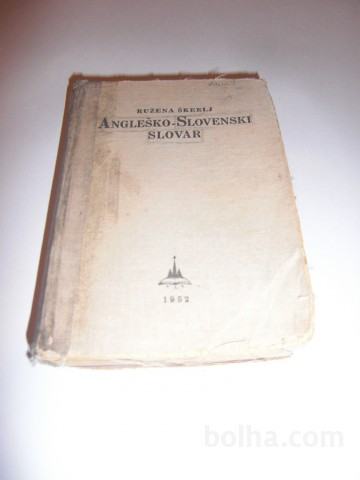 RUŽENA ŠKERLJ
ANGLEŠKO-SLOVENSKI
SLOVAR
1952
bolha.com